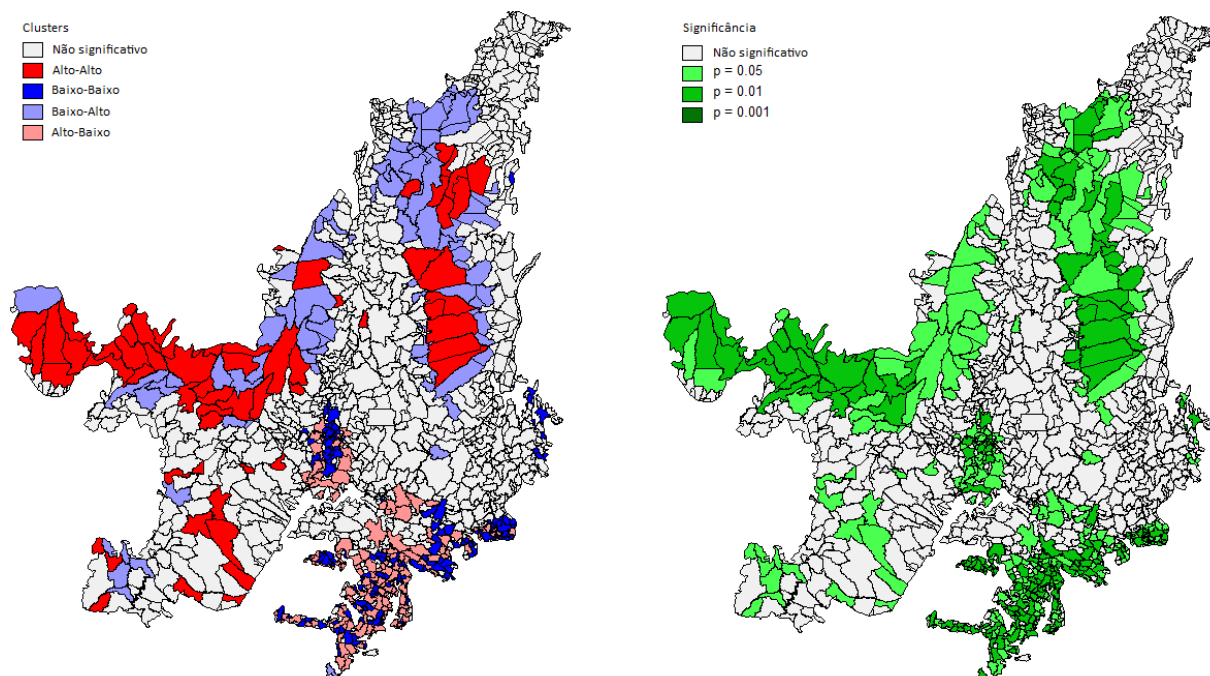 Clusters
Não significativo
Alto-Alto
Baixo-Baixo
Baixo-Alto
Alto-Baixo
Significância
Não significativo
p = 0.05
p = 0.01
p = 0.001